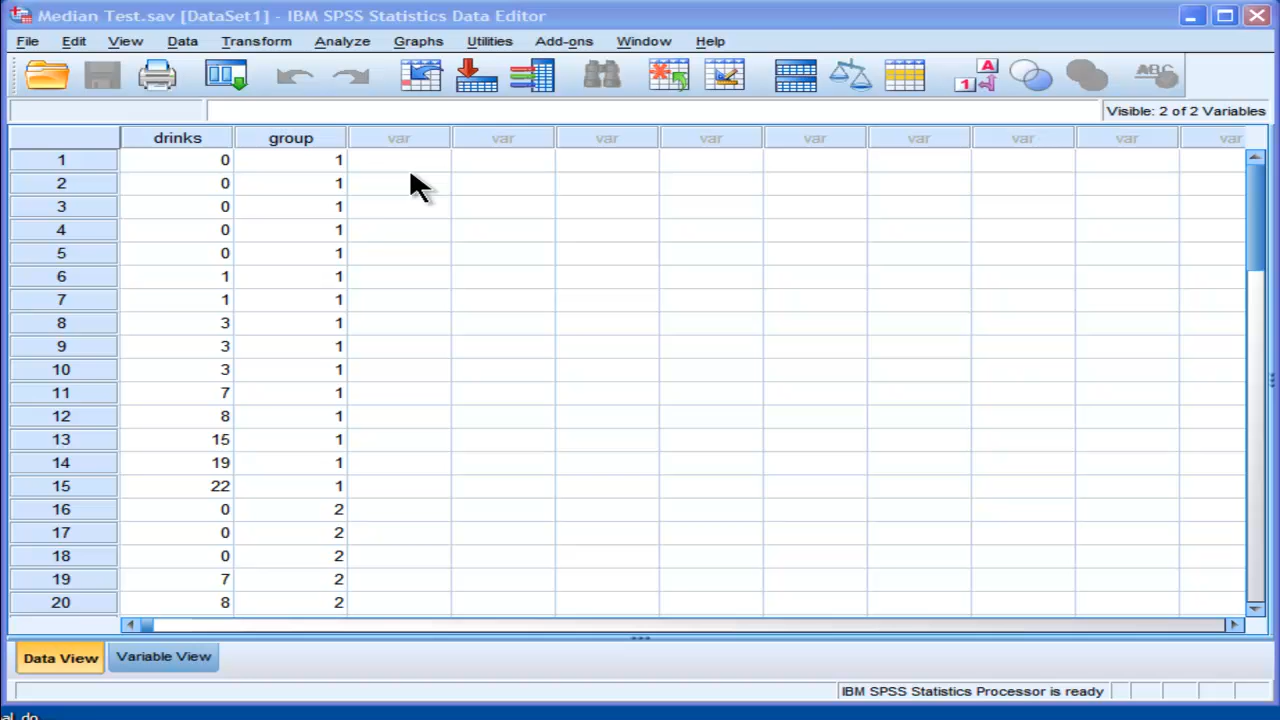 Median Test.sav [DataSet1] - IBM SPSS Statistics Data Editor
File Edit View Data Transform Analyze Graphs Utilities Add-ons Window Help
Visible: 2 of 2 Variables
drinks group var var var var var var var var var
1 0 1
2 0 1
3 0 1
4 0 1
5 0 1
6 1 1
7 1 1
8 3 1
9 3 1
10 3 1
11 7 1
12 8 1
13 15 1
14 19 1
15 22 1
16 0 2
17 0 2
18 0 2
19 7 2
20 8 2
Data View Variable View
IBM SPSS Statistics Processor is ready